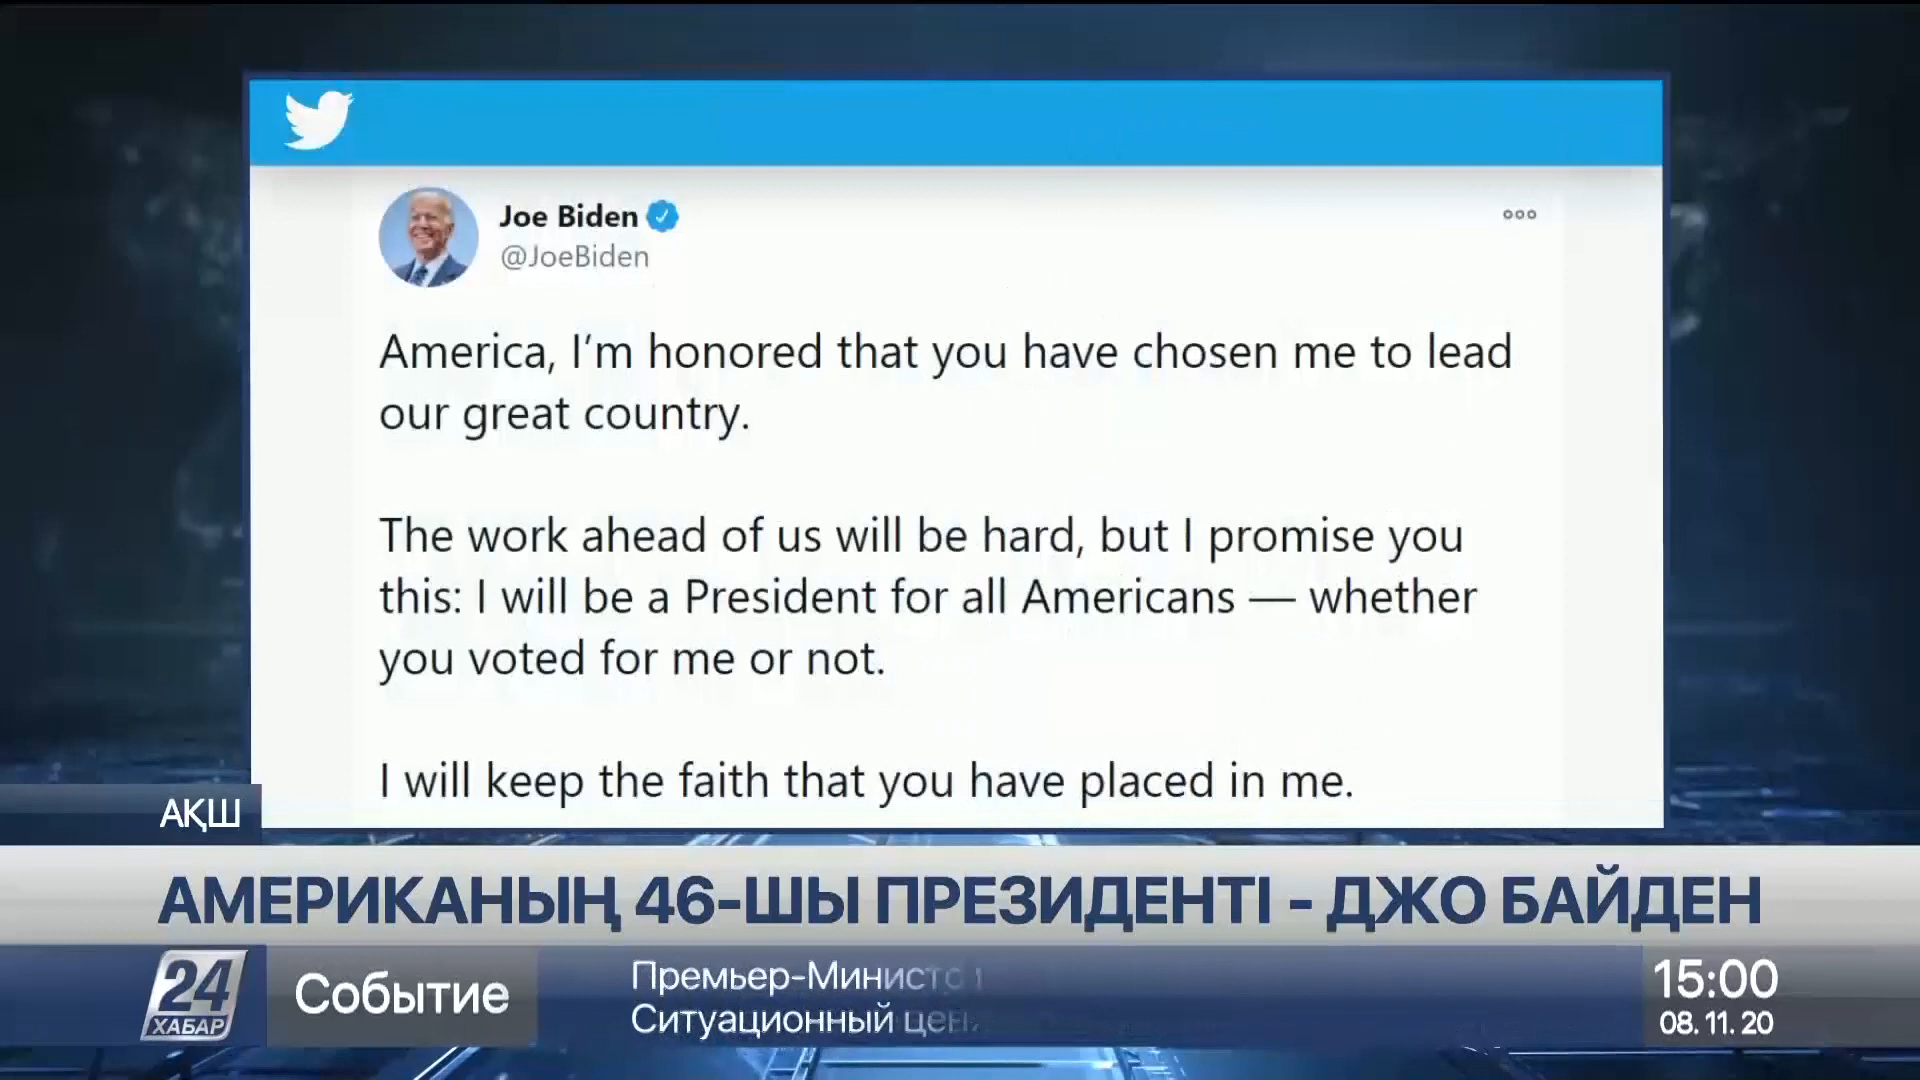 Joe Biden
@JoeBiden
America, I'm honored that you have chosen me to lead
our great country.
The work ahead of us will be hard, but I promise you
this: I will be a President for all Americans — whether
you voted for me or not.
I will keep the faith that you have placed in me.
АҚШ
АМЕРИКАНЫҢ 46-ШЫ ПРЕЗИДЕНТІ - ДЖО БАЙДЕН
24
ХАБАР
Событие
Премьер-Министр
Ситуационный
15:00
08. 11. 20